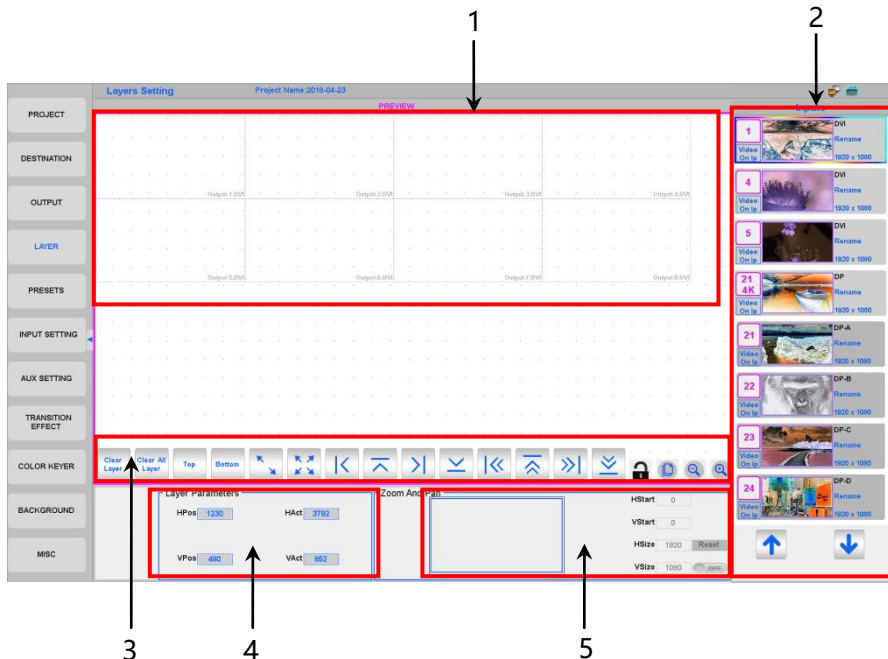 1
2
Layers Setting
Project Name:2019-04-23
PREVIEW
PROJECT
DESTINATION
OUTPUT
LAYER
PRESETS
INPUT SETTING
AUX SETTING
TRANSITION
EFFECT
COLOR KEYER
BACKGROUND
MISC
Output 1:DVI
Output 2:DVI
Output 3:DVI
Output 4:DVI
Output 5:DVI
Output 6:DVI
Output 7:DVI
Output 8:DVI
1
DVI
Rename
Video
On Ip
1920 x 1080
4
DVI
Rename
Video
On Ip
1920 x 1080
5
DVI
Rename
Video
On Ip
1920 x 1080
21
4K
DP
Rename
Video
On Ip
1920 x 1080
21
DP-A
Rename
Video
On Ip
1920 x 1080
22
DP-B
Rename
Video
On Ip
1920 x 1080
23
DP-C
Rename
Video
On Ip
1920 x 1080
24
DP-D
Rename
Video
On Ip
1920 x 1080
Clear
Layer
Clear All
Layer
Top
Bottom
Layer Parameters
HPos 1230
HAct 3792
VPos 480
VAct 852
Zoom And Pan
HStart 0
VStart 0
HSize 1920 Reset
VSize 1080 OFF
3
4
5